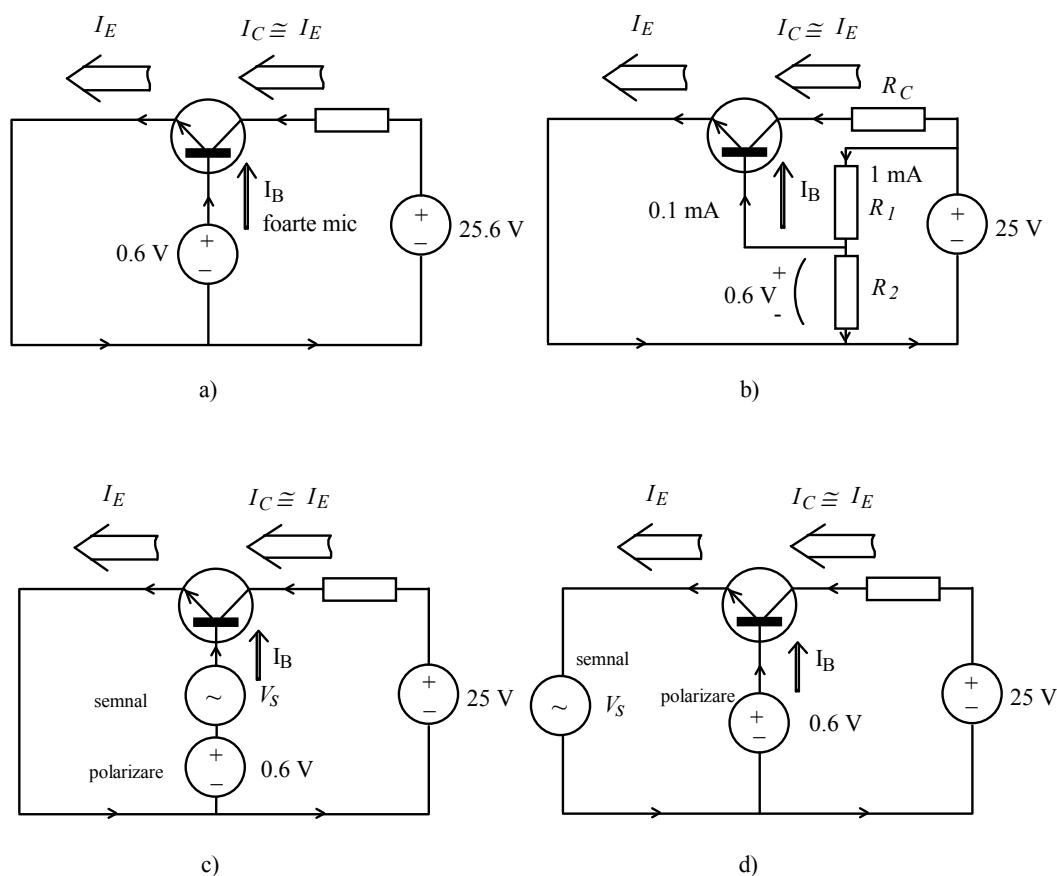 I_E
I_C ≅ I_E
I_B
foarte mic
0.6 V
+
–
25.6 V
+
–
a)
I_E
I_C ≅ I_E
R_C
I_B
1 mA
R_1
0.1 mA
25 V
+
–
0.6 V
+
-
R_2
b)
I_E
I_C ≅ I_E
I_B
semnal
~
V_S
polarizare
+
–
0.6 V
+
–
25 V
c)
I_E
I_C ≅ I_E
I_B
semnal
~
V_S
polarizare
+
–
0.6 V
+
–
25 V
d)